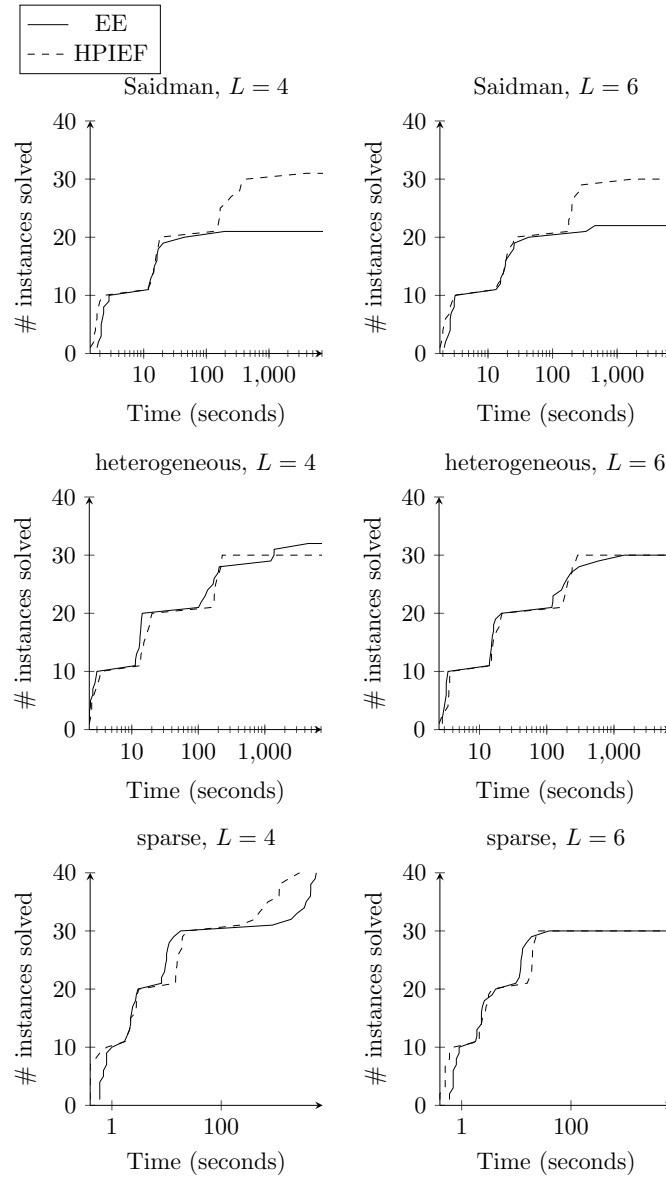 EE
HPIEF
Saidman, L = 4
# instances solved
40
30
20
10
0
10
100
1,000
Time (seconds)
Saidman, L = 6
# instances solved
40
30
20
10
0
10
100
1,000
Time (seconds)
heterogeneous, L = 4
# instances solved
40
30
20
10
0
10
100
1,000
Time (seconds)
heterogeneous, L = 6
# instances solved
40
30
20
10
0
10
100
1,000
Time (seconds)
sparse, L = 4
# instances solved
40
30
20
10
0
1
100
Time (seconds)
sparse, L = 6
# instances solved
40
30
20
10
0
1
100
Time (seconds)